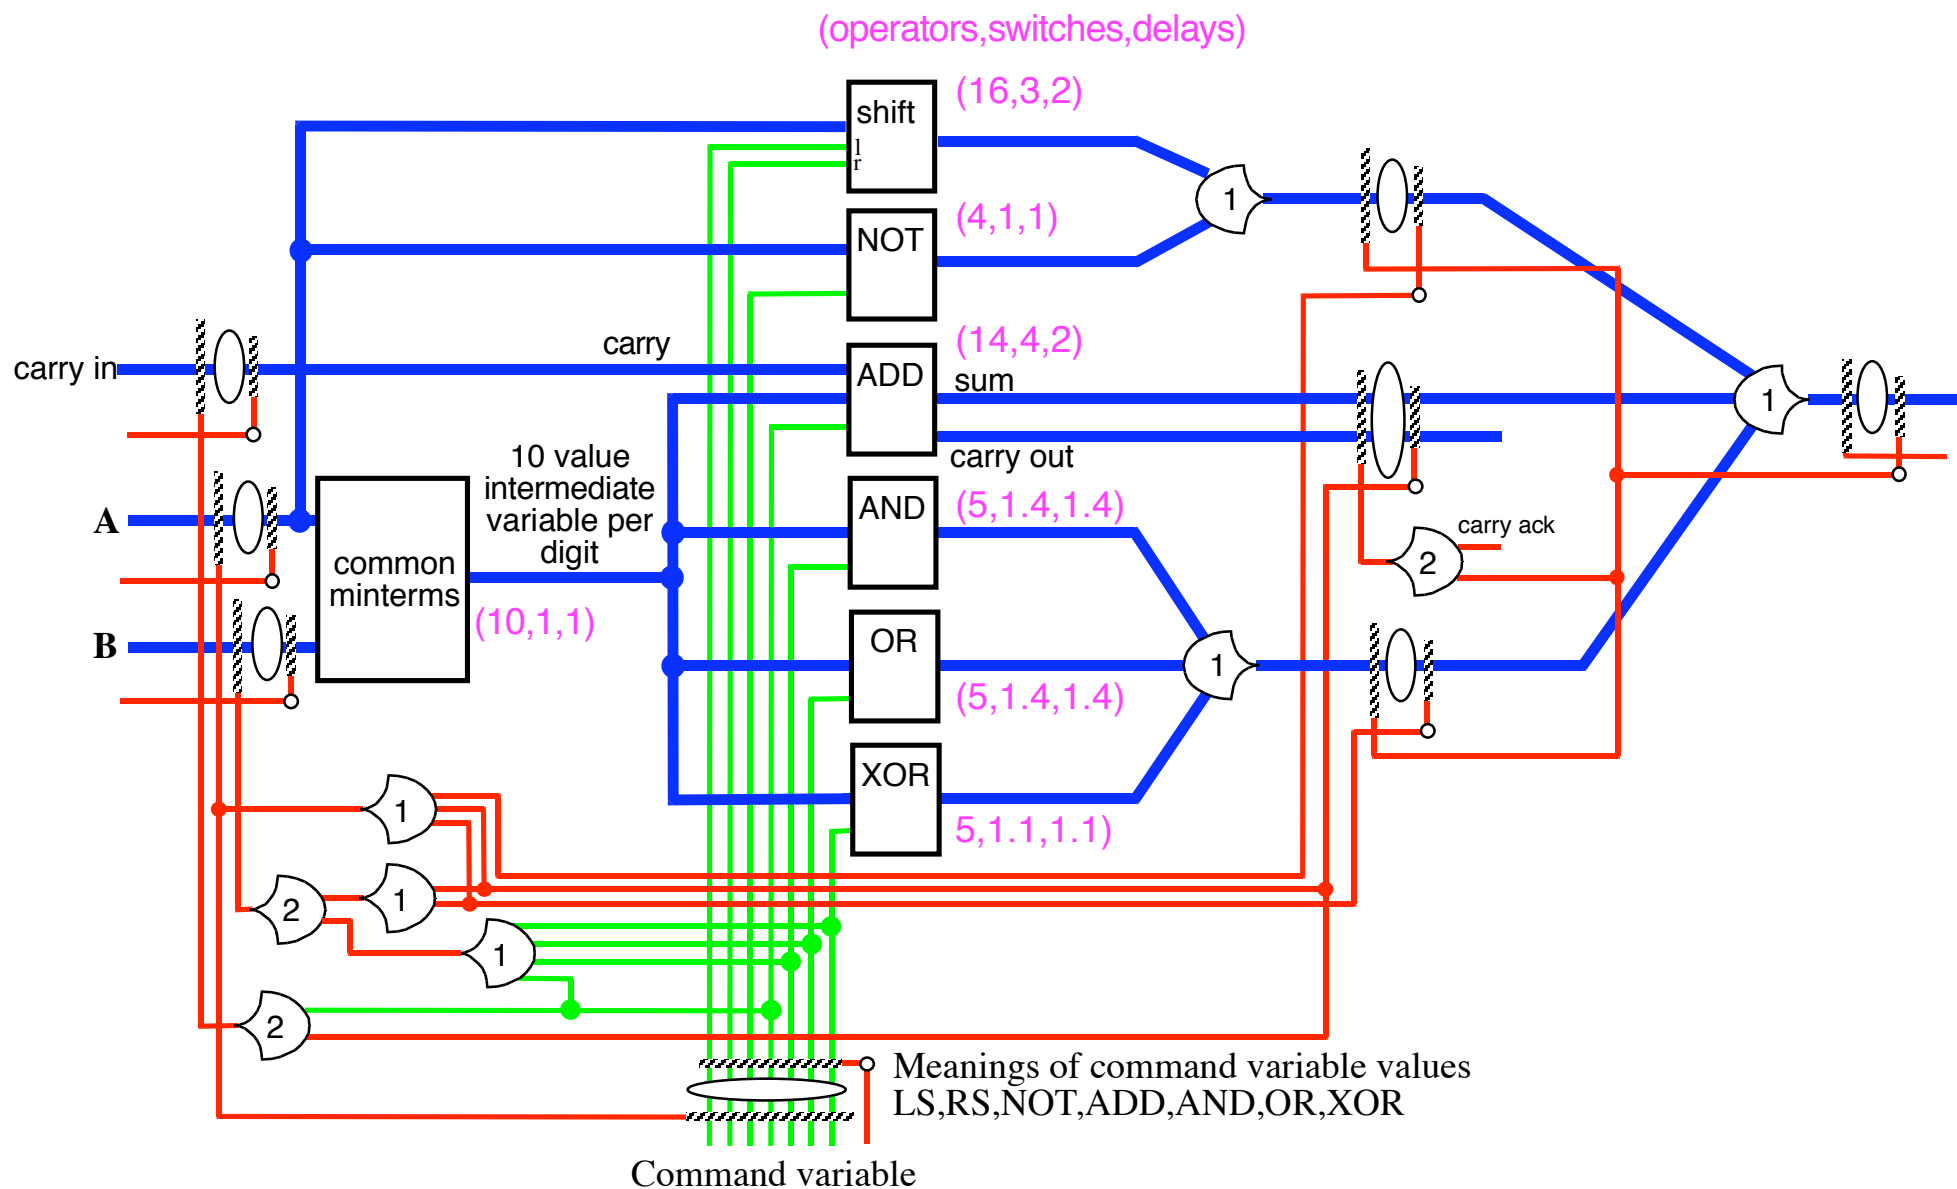 (operators,switches,delays)
shift
l
r
(16,3,2)
1
NOT
(4,1,1)
carry in
carry
ADD
(14,4,2)
sum
carry out
1
A
10 value
intermediate
variable per
digit
AND
(5,1.4,1.4)
carry ack
2
common
minterms
(10,1,1)
B
OR
(5,1.4,1.4)
1
XOR
5,1.1,1.1)
1
1
2
1
2
Meanings of command variable values
LS,RS,NOT,ADD,AND,OR,XOR
Command variable